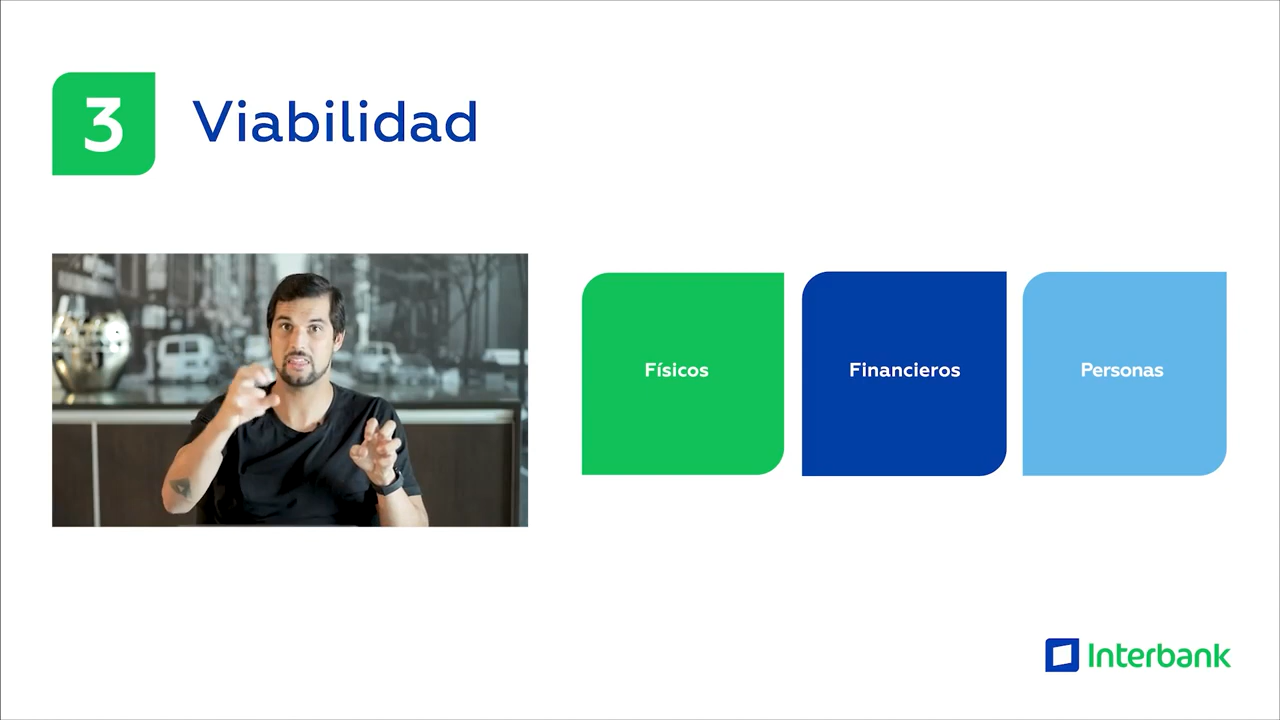 3
Viabilidad
Físicos
Financieros
Personas
Interbank